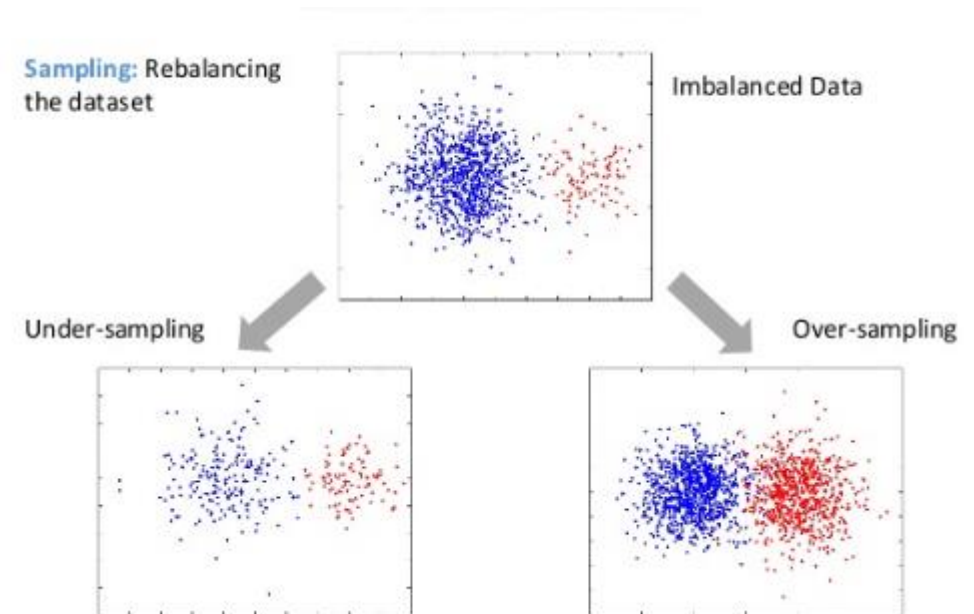 Sampling: Rebalancing
the dataset
Imbalanced Data
Under-sampling
Over-sampling